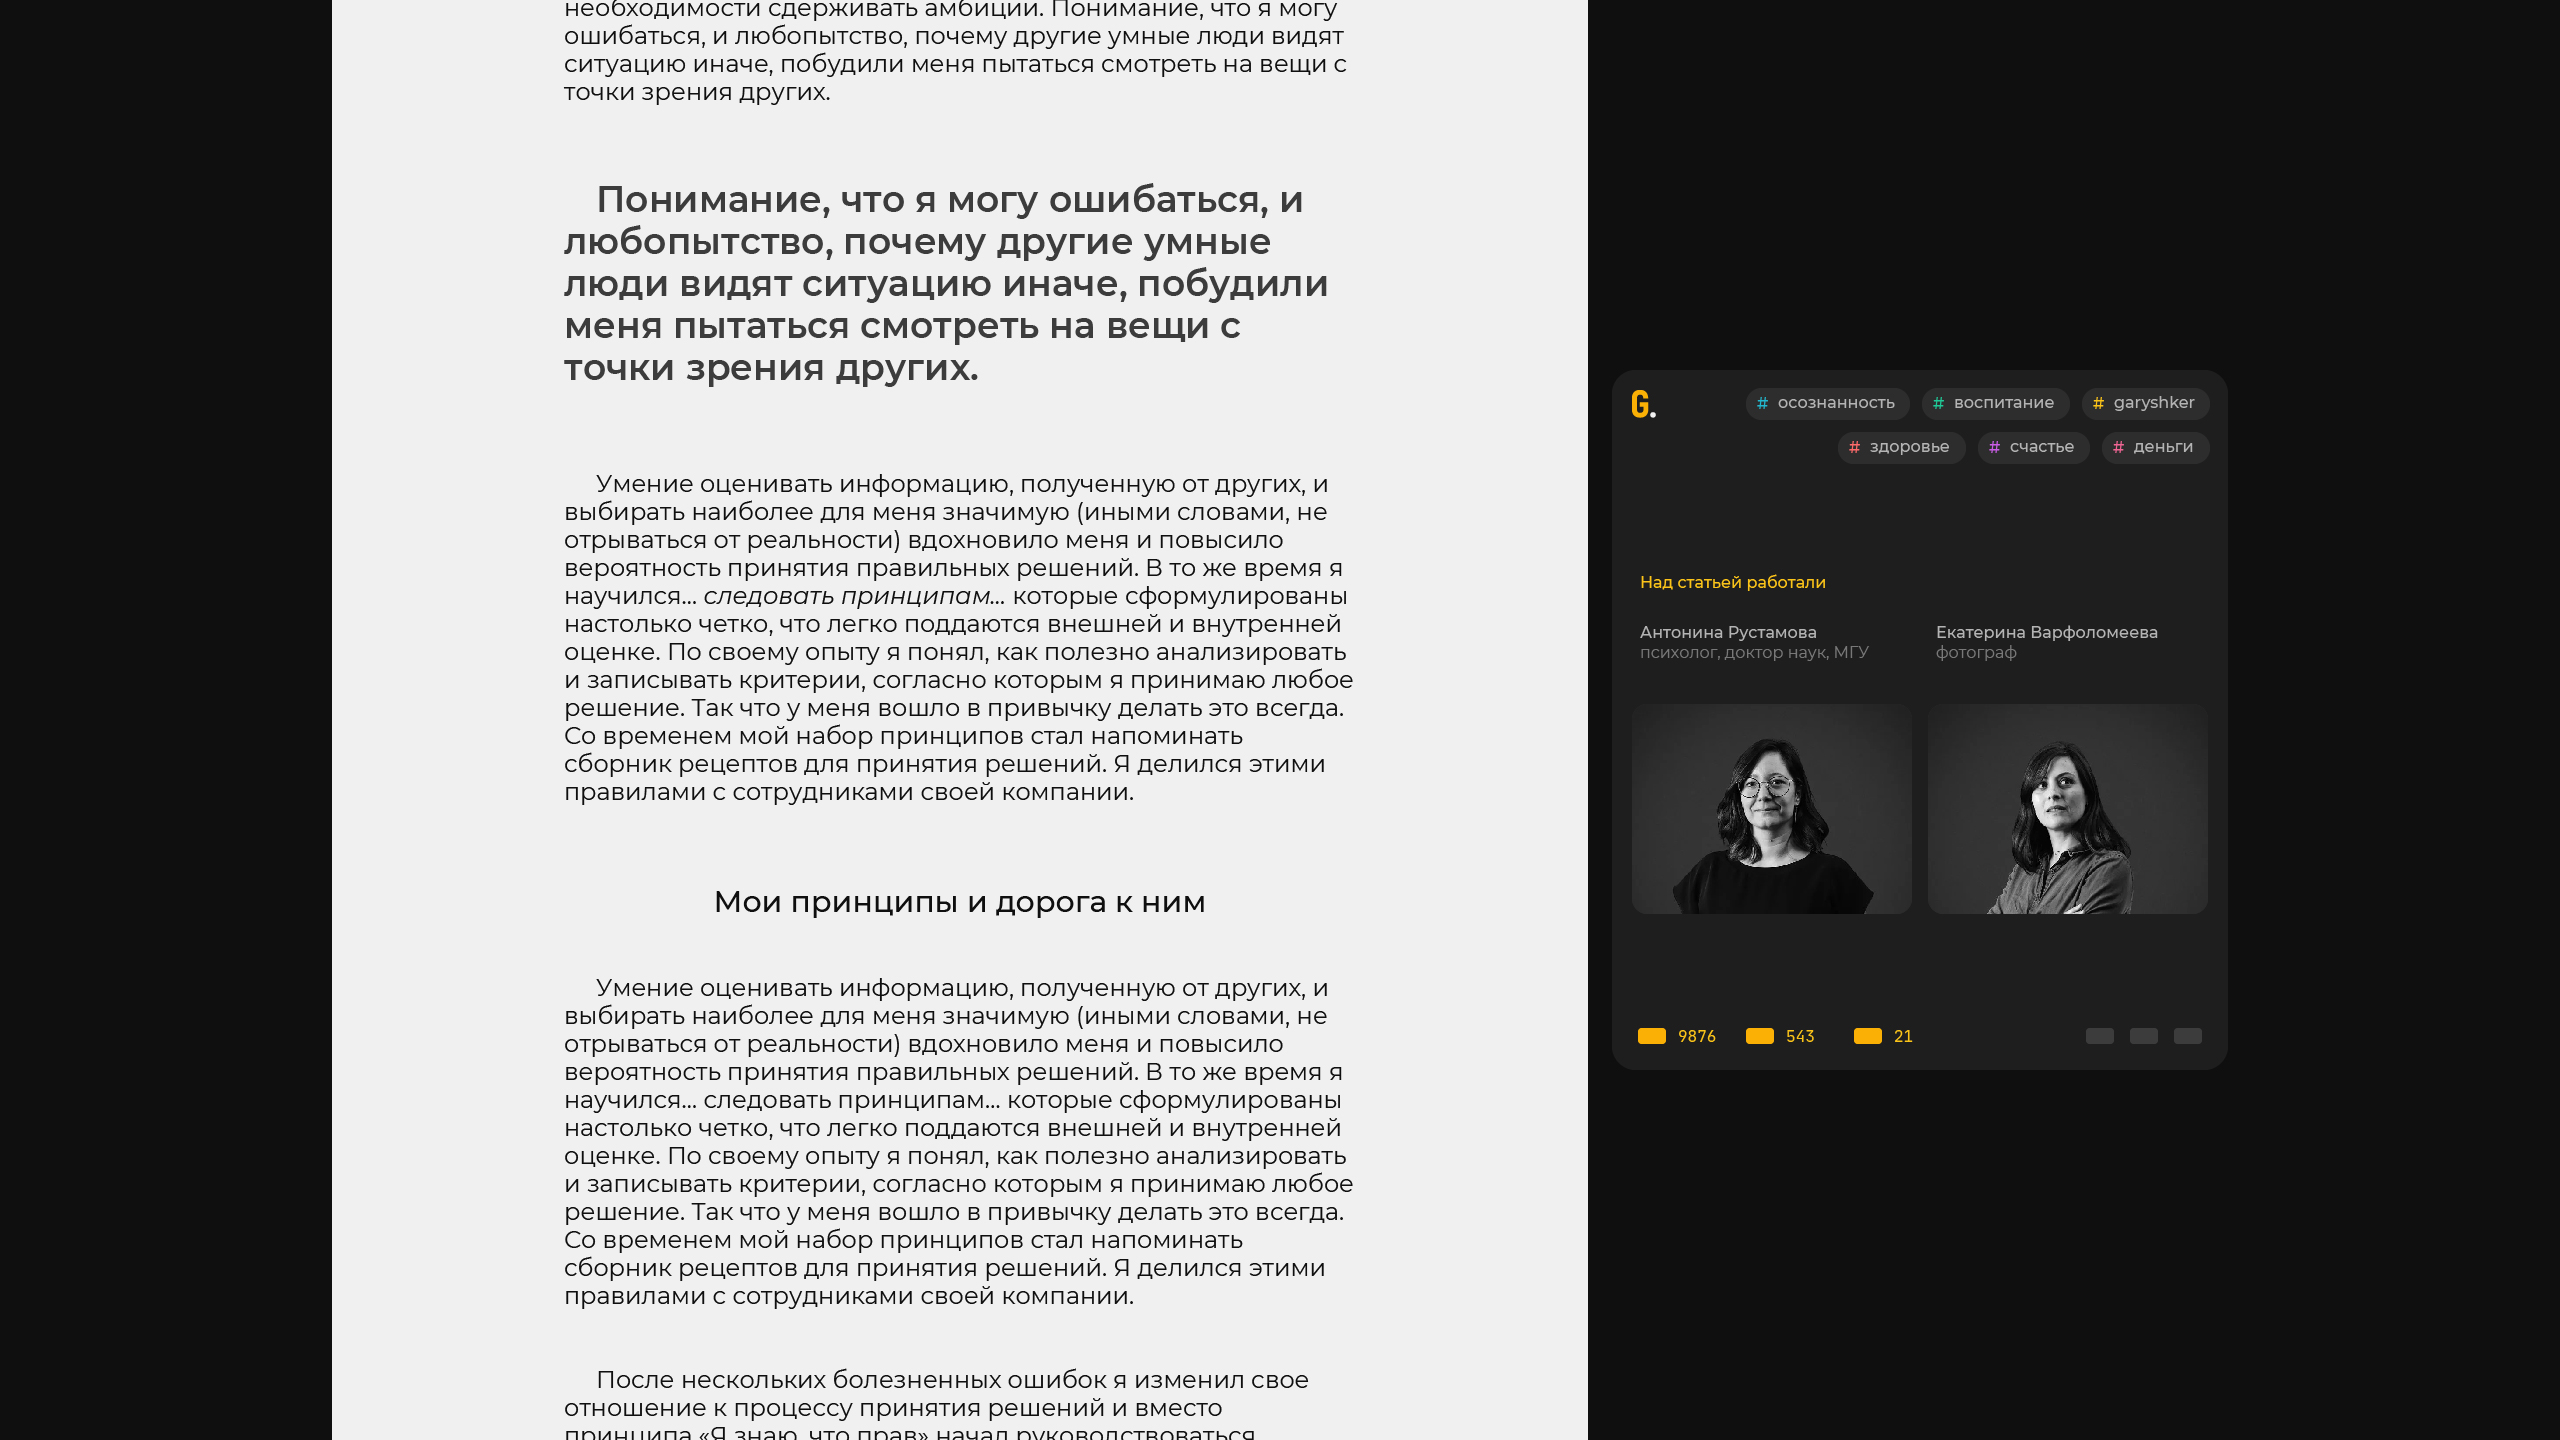 необходимости сдерживать амбиции. Понимание, что я могу
ошибаться, и любопытство, почему другие умные люди видят
ситуацию иначе, побудили меня пытаться смотреть на вещи с
точки зрения других.
Понимание, что я могу ошибаться, и
любопытство, почему другие умные
люди видят ситуацию иначе, побудили
меня пытаться смотреть на вещи с
точки зрения других.
Умение оценивать информацию, полученную от других, и
выбирать наиболее для меня значимую (иными словами, не
отрываться от реальности) вдохновило меня и повысило
вероятность принятия правильных решений. В то же время я
научился... следовать принципам... которые сформулированы
настолько четко, что легко поддаются внешней и внутренней
оценке. По своему опыту я понял, как полезно анализировать
и записывать критерии, согласно которым я принимаю любое
решение. Так что у меня вошло в привычку делать это всегда.
Со временем мой набор принципов стал напоминать
сборник рецептов для принятия решений. Я делился этими
правилами с сотрудниками своей компании.
Мои принципы и дорога к ним
Умение оценивать информацию, полученную от других, и
выбирать наиболее для меня значимую (иными словами, не
отрываться от реальности) вдохновило меня и повысило
вероятность принятия правильных решений. В то же время я
научился... следовать принципам... которые сформулированы
настолько четко, что легко поддаются внешней и внутренней
оценке. По своему опыту я понял, как полезно анализировать
и записывать критерии, согласно которым я принимаю любое
решение. Так что у меня вошло в привычку делать это всегда.
Со временем мой набор принципов стал напоминать
сборник рецептов для принятия решений. Я делился этими
правилами с сотрудниками своей компании.
После нескольких болезненных ошибок я изменил свое
отношение к процессу принятия решений и вместо
принципа «Я знаю, что прав» начал руководствоваться
G.
# осознанность # воспитание # garyshker
# здоровье # счастье # деньги
Над статьей работали
Антонина Рустамова
психолог, доктор наук, МГУ
Екатерина Варфоломеева
фотограф
9876 543 21